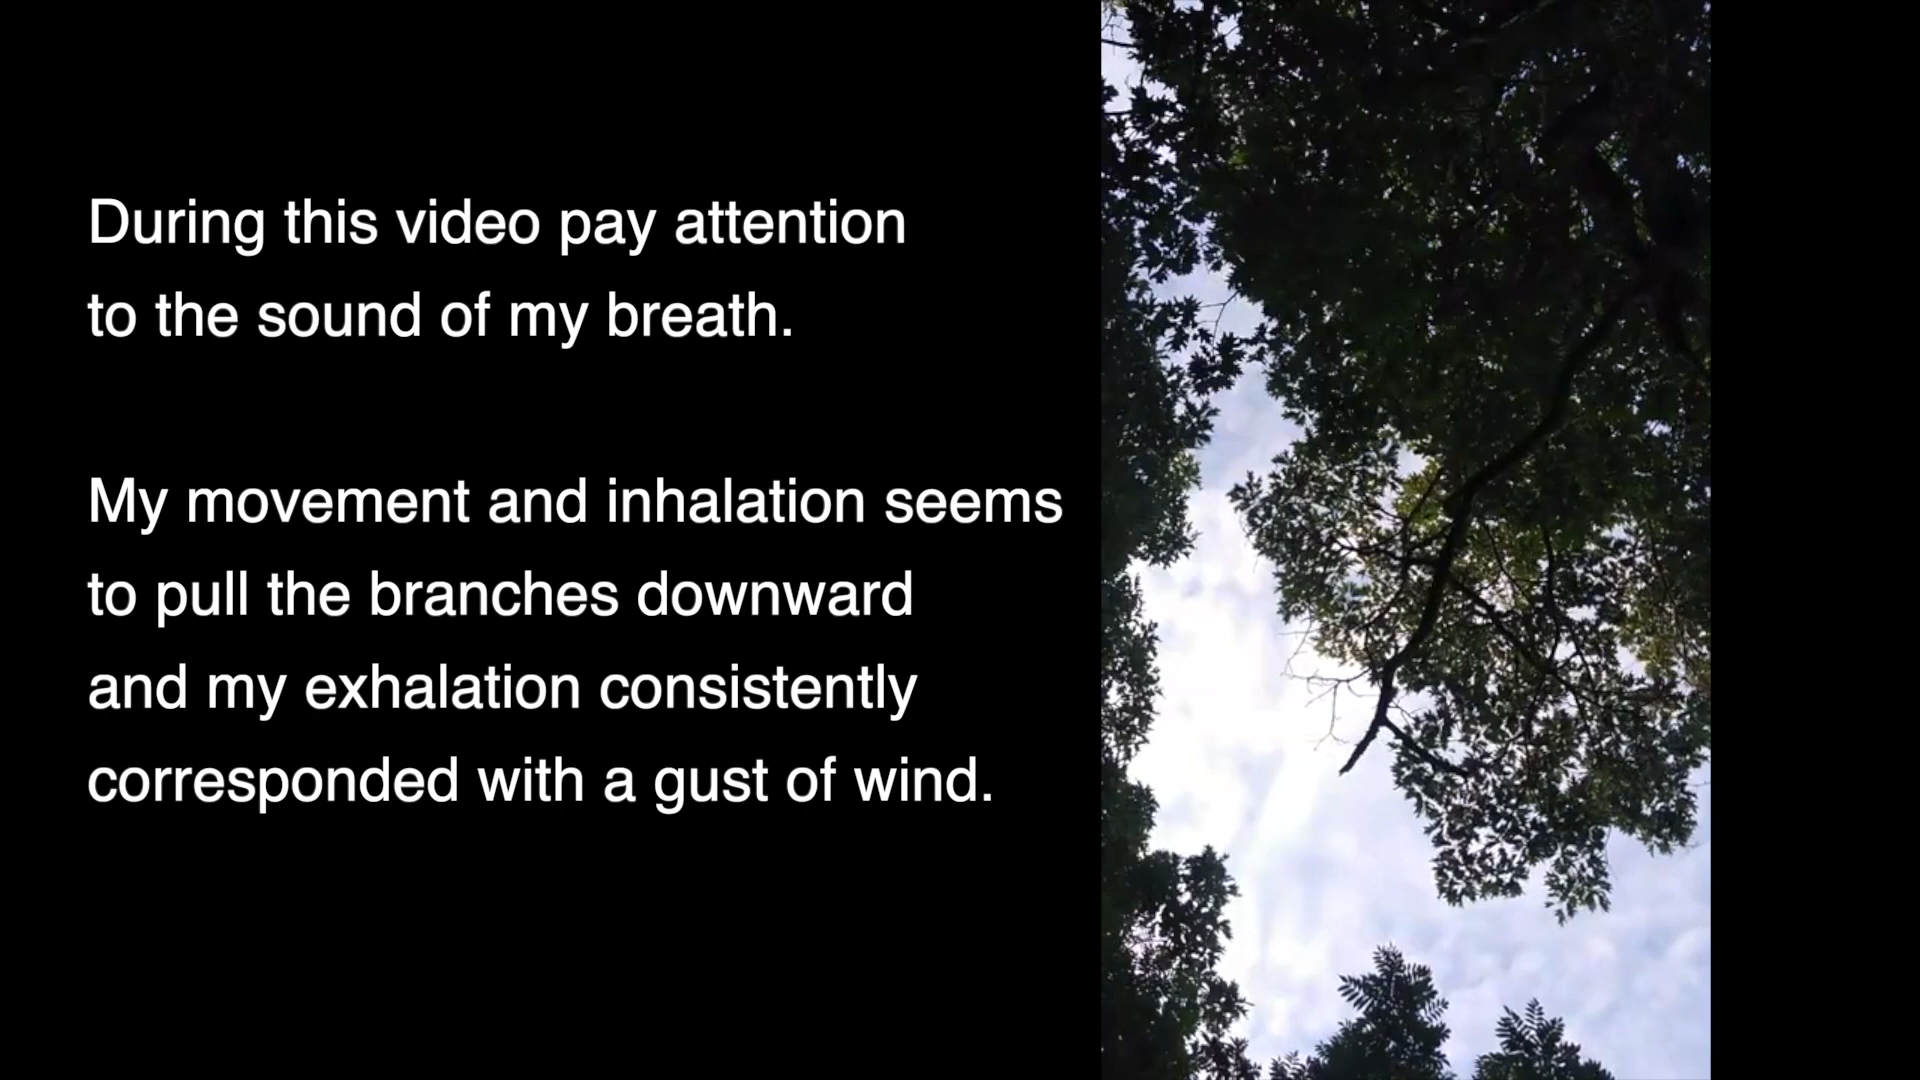 During this video pay attention
to the sound of my breath.
My movement and inhalation seems
to pull the branches downward
and my exhalation consistently
corresponded with a gust of wind.